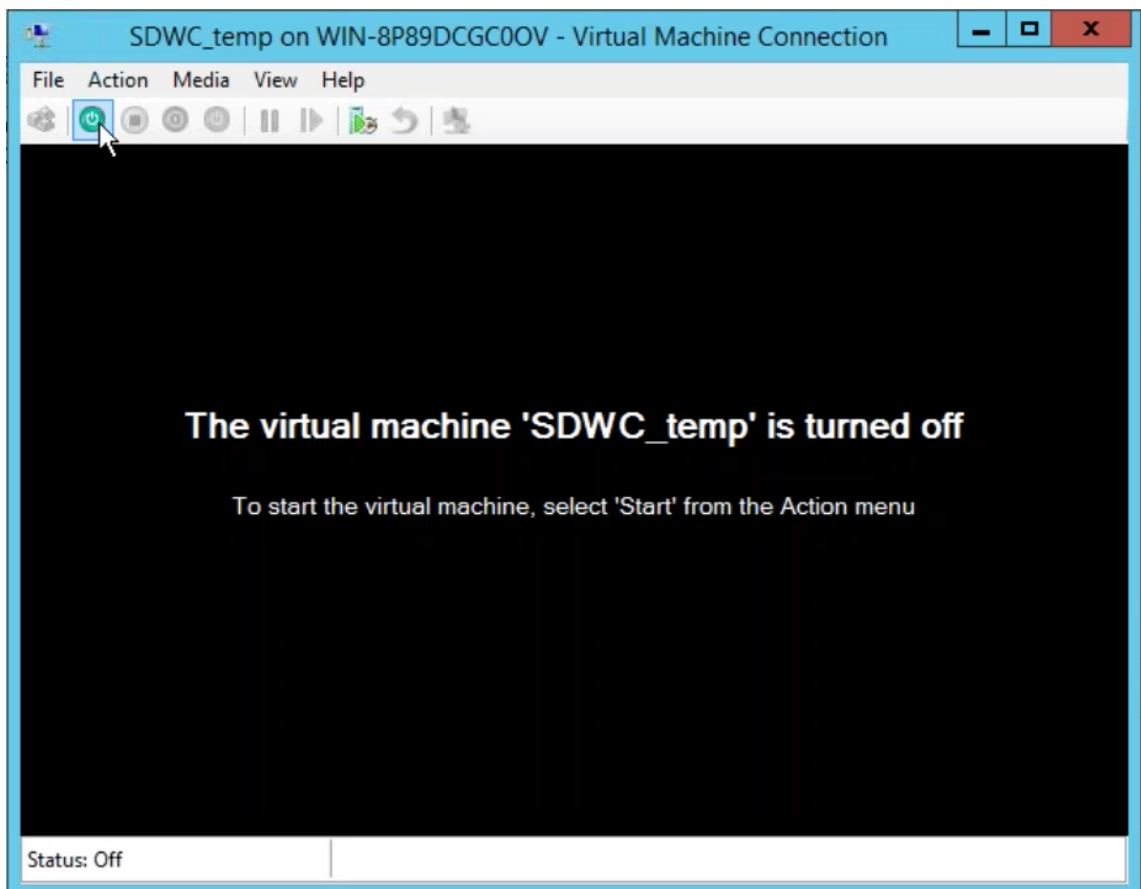 SDWC_temp on WIN-8P89DCGC0OV - Virtual Machine Connection
File Action Media View Help
The virtual machine 'SDWC_temp' is turned off
To start the virtual machine, select 'Start' from the Action menu
Status: Off